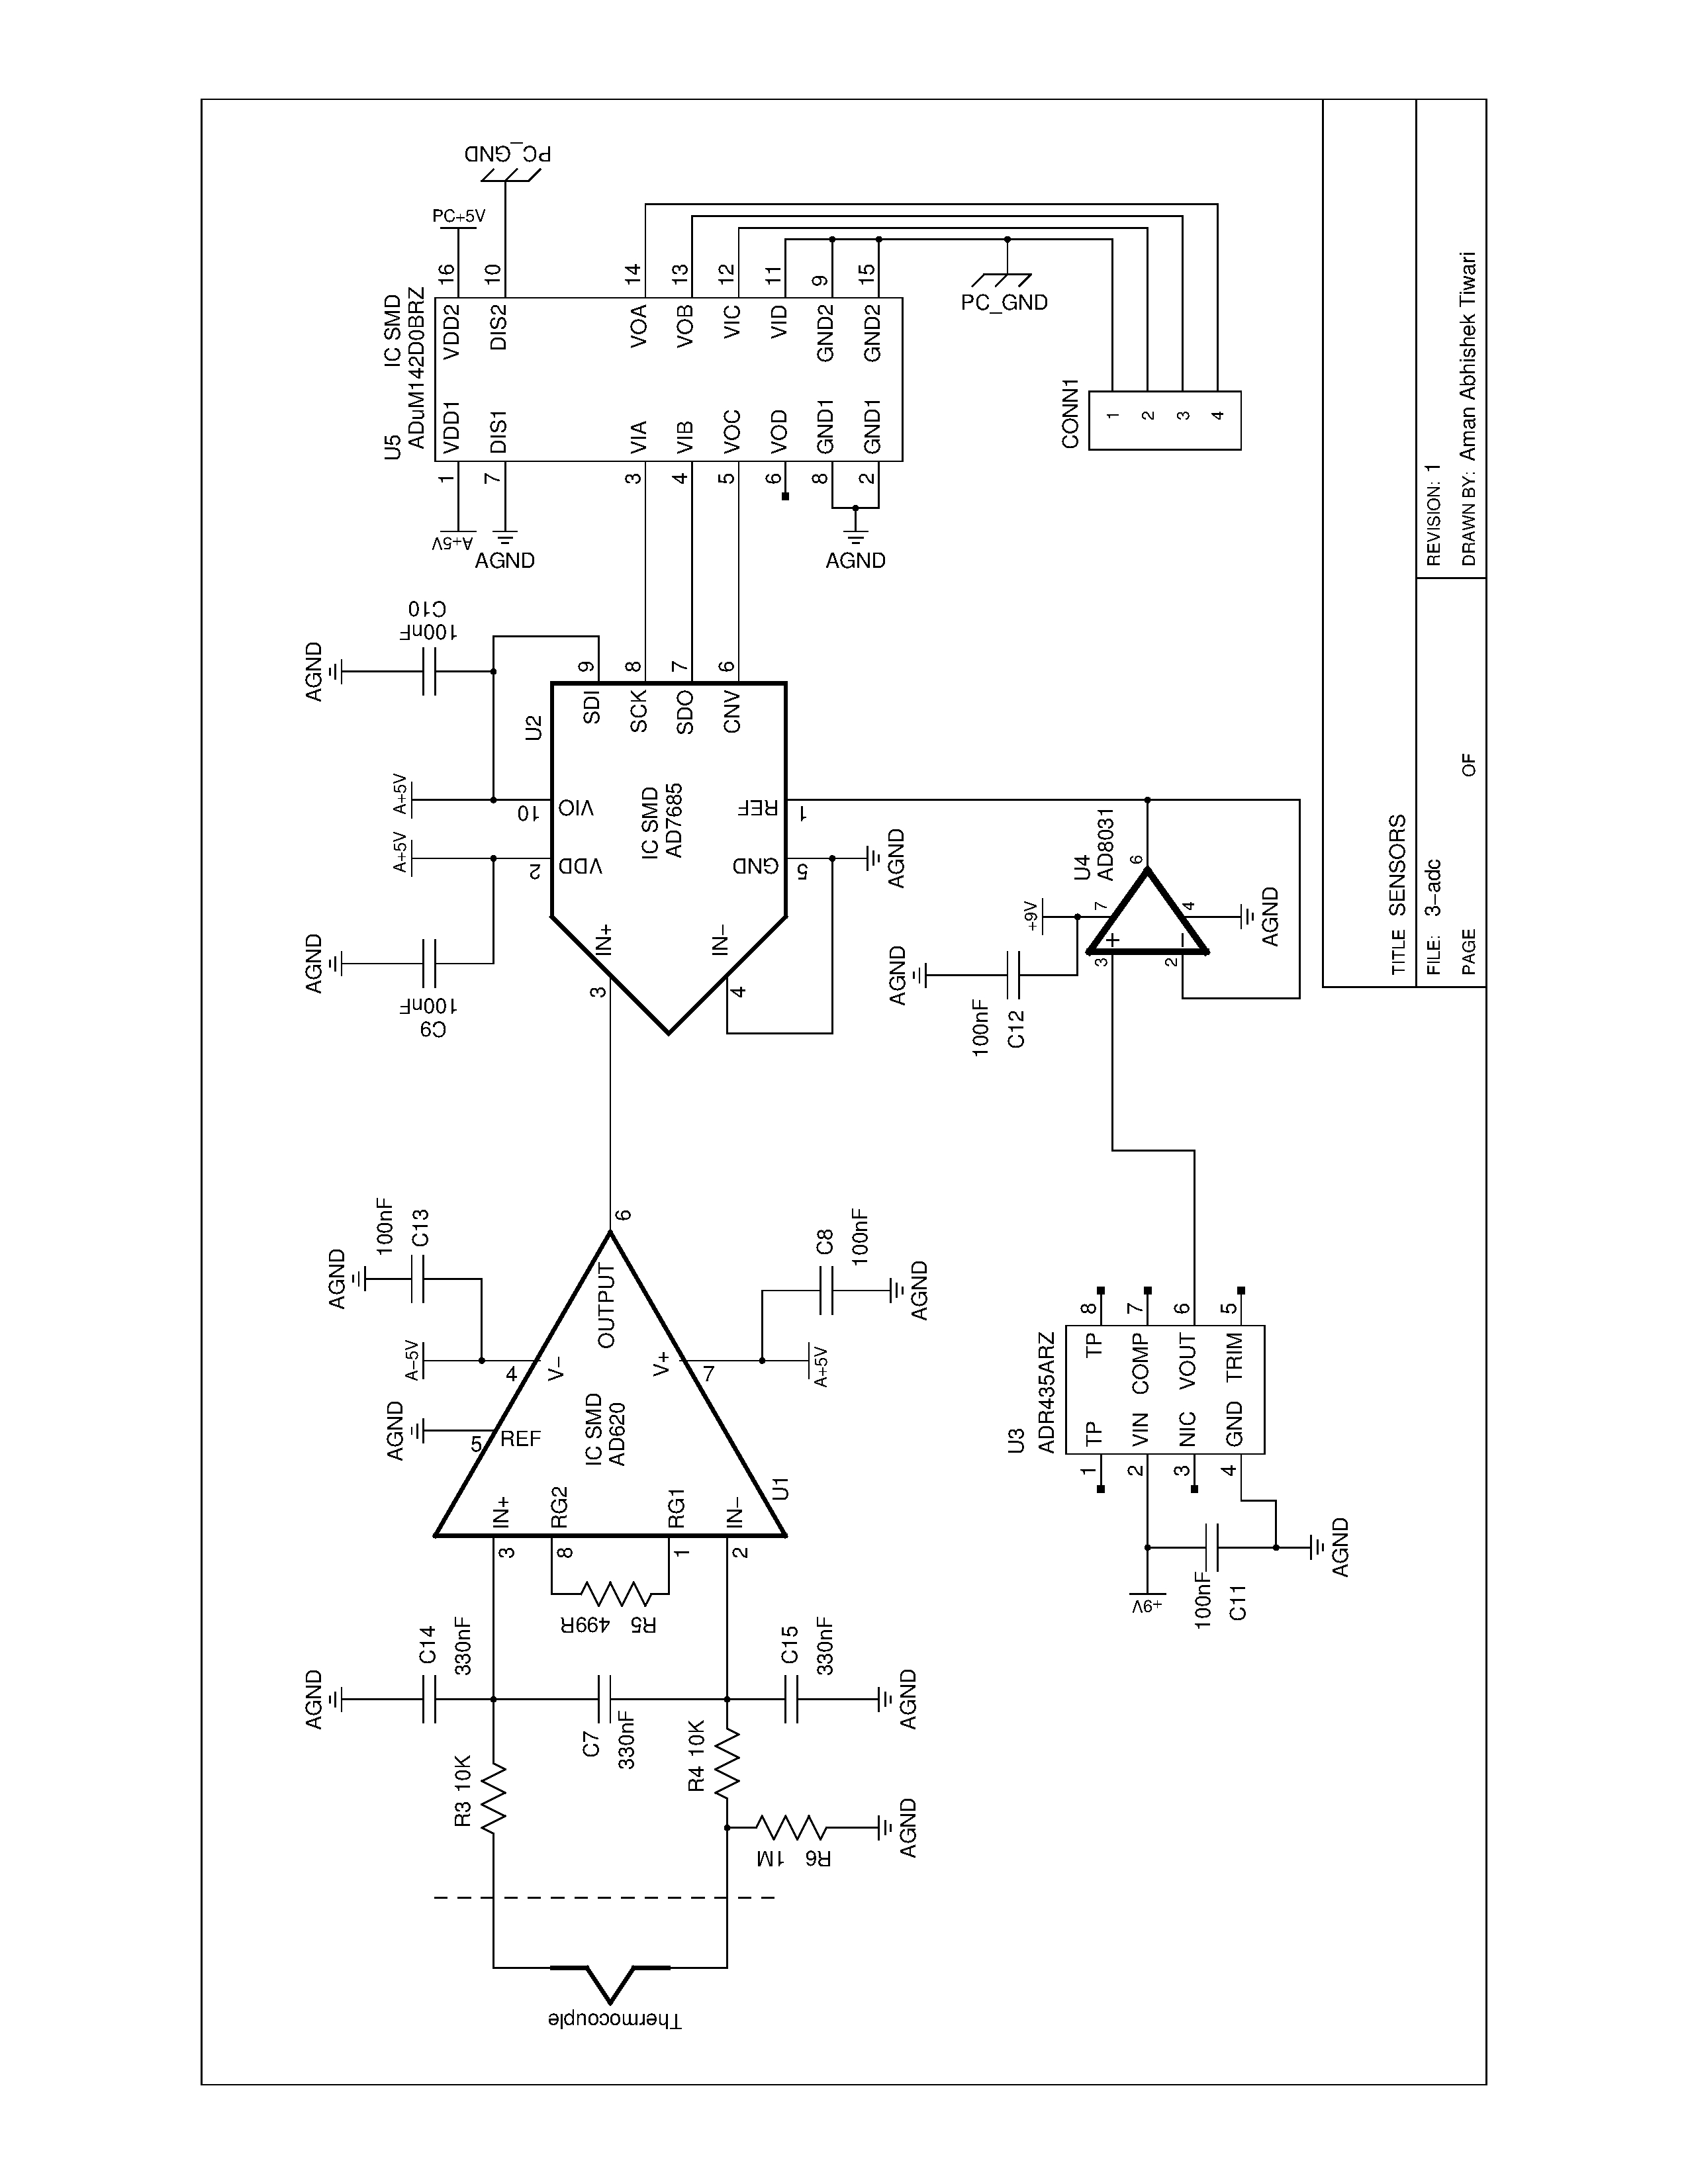 Thermocouple
R3 10K
R4 10K
R6 1M
AGND
AGND
C14
330nF
C7
330nF
C15
330nF
AGND
R5 499R
IN+
3
RG2
8
RG1
1
IN−
2
U1
IC SMD
AD620
REF
5
AGND
V−
4
A−5V
AGND
100nF
C13
V+
7
A+5V
C8
100nF
AGND
OUTPUT
6
U2
IC SMD
AD7685
IN+
3
IN−
4
VDD
2
A+5V
C9
100nF
AGND
VIO
10
A+5V
C10
100nF
AGND
GND
5
AGND
REF
1
SDI
9
SCK
8
SDO
7
CNV
6
U5
IC SMD
ADuM142D0BRZ
1 VDD1 VDD2 16
7 DIS1 DIS2 10
3 VIA VOA 14
4 VIB VOB 13
5 VOC VIC 12
6 VOD VID 11
8 GND1 GND2 9
2 GND1 GND2 15
A+5V
AGND
AGND
PC+5V
PC_GND
PC_GND
CONN1
1
2
3
4
U3
ADR435ARZ
1 TP TP 8
2 VIN COMP 7
3 NIC VOUT 6
4 GND TRIM 5
+9V
100nF
C11
AGND
U4
AD8031
3 +
2 −
6
7
4
+9V
AGND
100nF
C12
AGND
TITLE SENSORS
FILE: 3−adc
REVISION: 1
PAGE OF
DRAWN BY: Aman Abhishek Tiwari